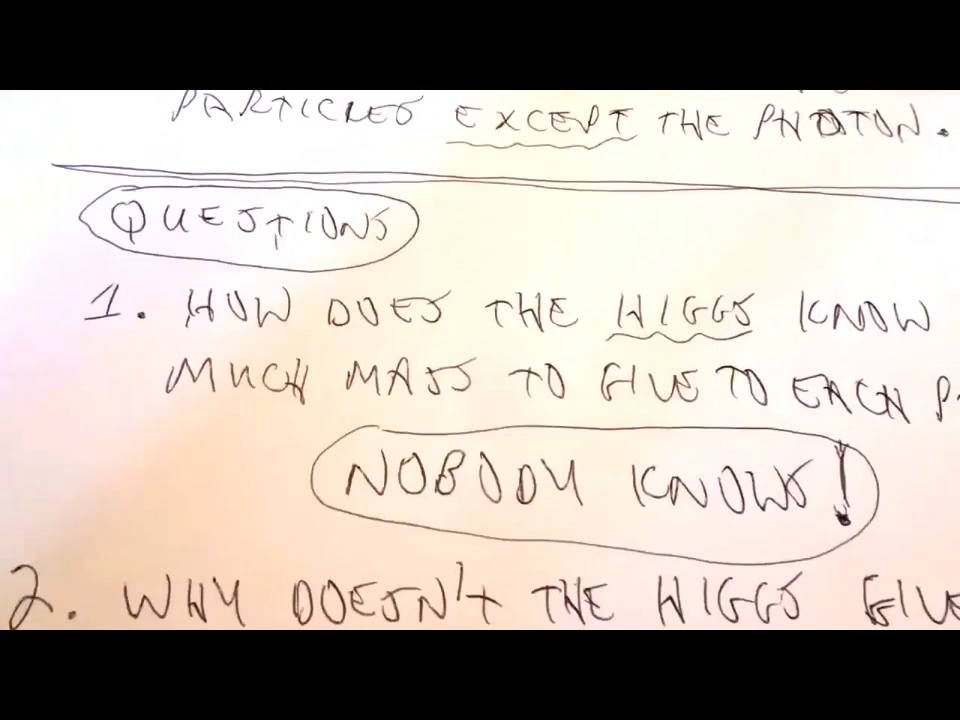 PARTICLES EXCEPT THE PHOTON.
QUESTIONS
1. HOW DOES THE HIGGS KNOW
MUCH MASS TO GIVE TO EACH P
NOBODY KNOWS!
2. WHY DOESN't THE HIGGS GIVE